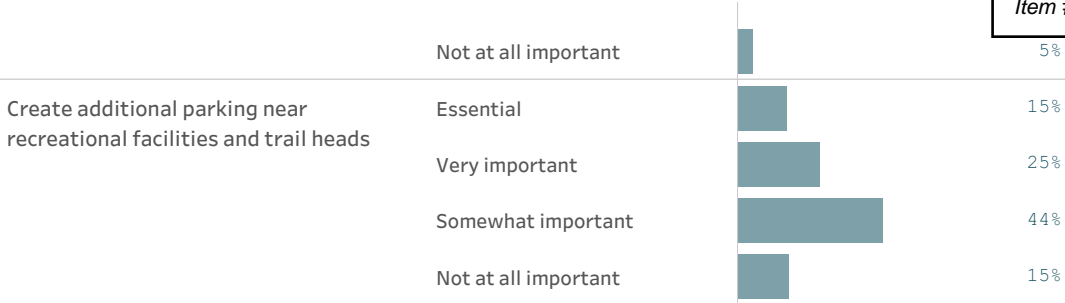 Item #
Not at all important 5%
Create additional parking near
recreational facilities and trail heads
Essential 15%
Very important 25%
Somewhat important 44%
Not at all important 15%